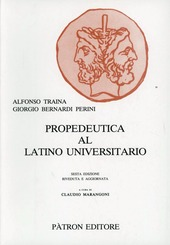 ALFONSO TRAINA
GIORGIO BERNARDI PERINI
PROPEDEUTICA
AL
LATINO UNIVERSITARIO
SESTA EDIZIONE
RIVEDUTA E AGGIORNATA
a cura di
CLAUDIO MARANGONI
PÀTRON EDITORE